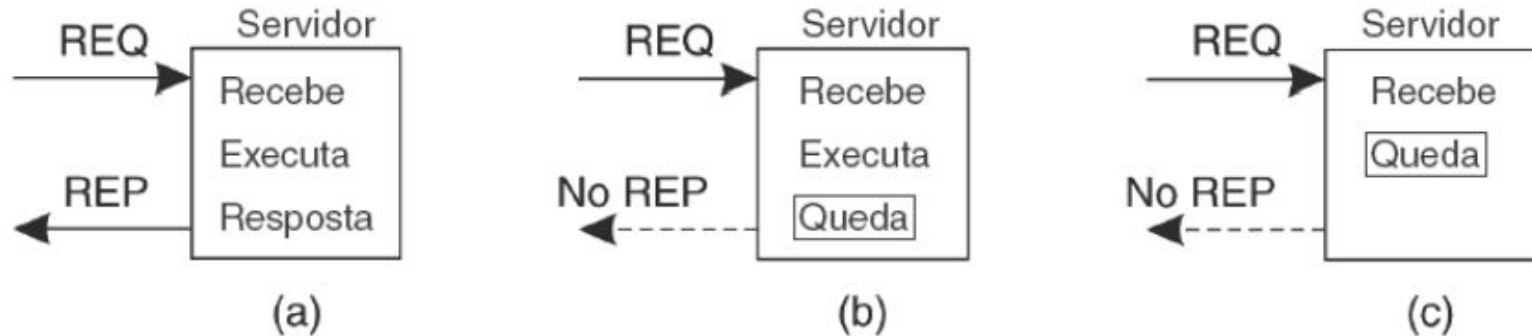 Servidor
REQ
Recebe
Executa
REP
Resposta
(a)
Servidor
REQ
Recebe
Executa
No REP
Queda
(b)
Servidor
REQ
Recebe
Queda
No REP
(c)